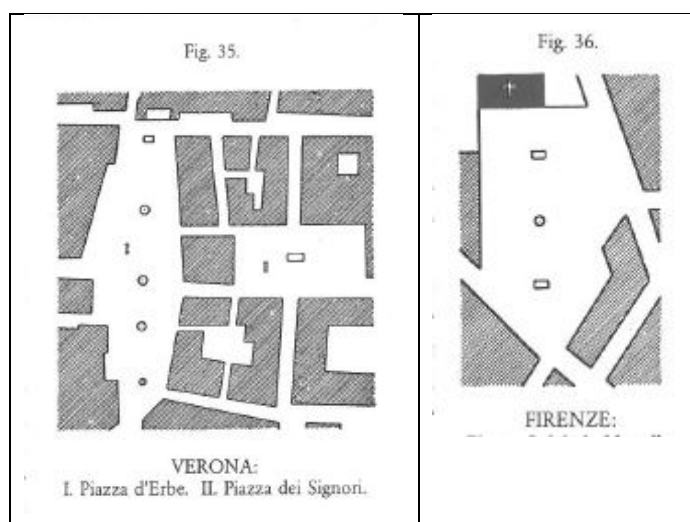 Fig. 35.
VERONA:
I. Piazza d'Erbe. II. Piazza dei Signori.
Fig. 36.
FIRENZE: